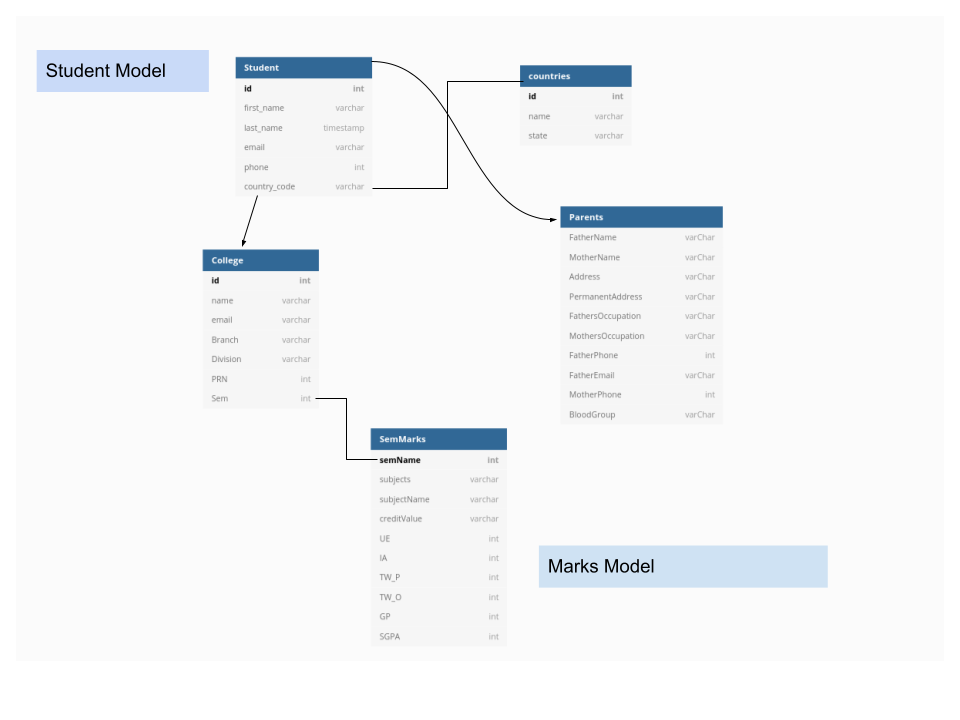 Student Model
Student
id int
first_name varchar
last_name timestamp
email varchar
phone int
country_code varchar
countries
id int
name varchar
state varchar
Parents
FatherName varChar
MotherName varChar
Address varChar
PermanentAddress varChar
FathersOccupation varChar
MothersOccupation varChar
FatherPhone int
FatherEmail varChar
MotherPhone int
BloodGroup varChar
College
id int
name varchar
email varchar
Branch varchar
Division varchar
PRN int
Sem int
SemMarks
semName int
subjects varchar
subjectName varchar
creditValue varchar
UE int
IA int
TW_P int
TW_O int
GP int
SGPA int
Marks Model